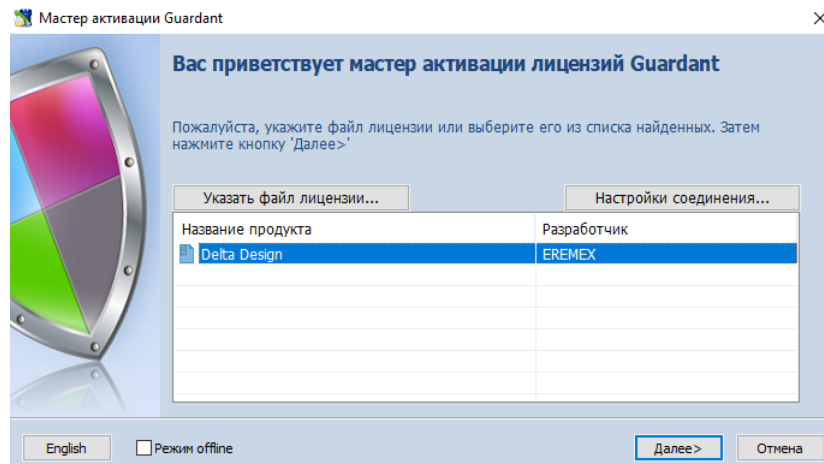 Мастер активации Guardant
Вас приветствует мастер активации лицензий Guardant
Пожалуйста, укажите файл лицензии или выберите его из списка найденных. Затем
нажмите кнопку 'Далее>'
Указать файл лицензии... Настройки соединения...
Название продукта Разработчик
Delta Design EREMEX
English Режим offline Далее> Отмена